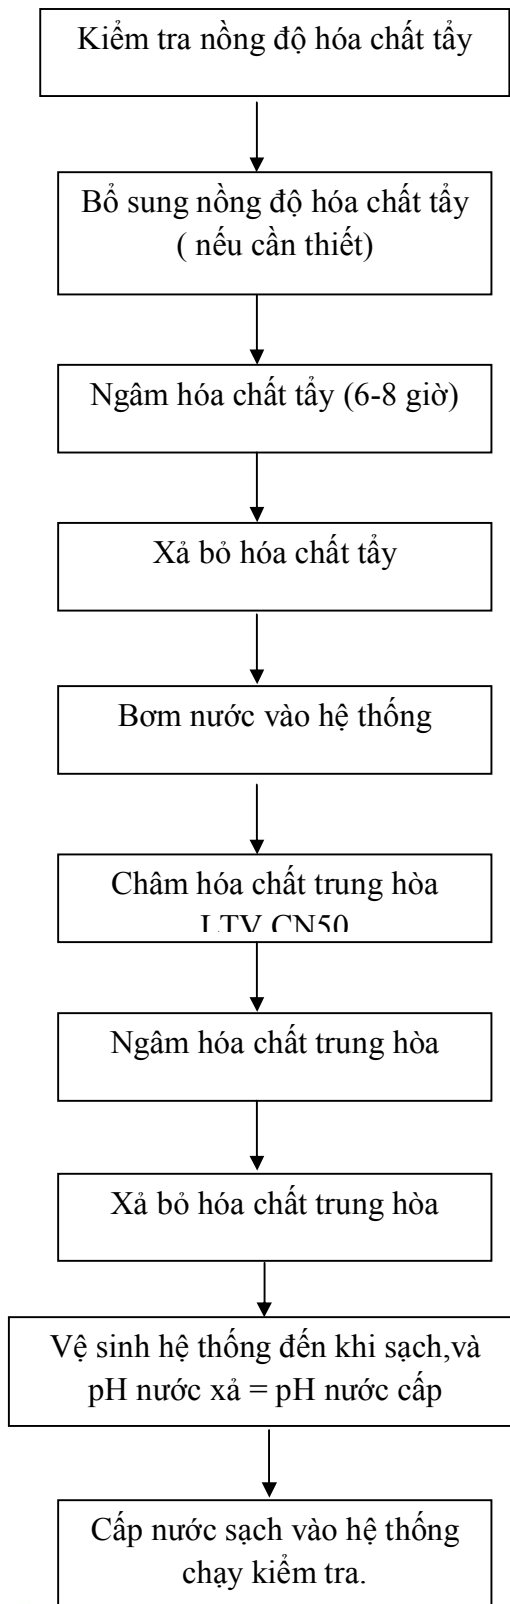 Kiểm tra nồng độ hóa chất tẩy
Bổ sung nồng độ hóa chất tẩy
( nếu cần thiết)
Ngâm hóa chất tẩy (6-8 giờ)
Xả bỏ hóa chất tẩy
Bơm nước vào hệ thống
Châm hóa chất trung hòa
LTV CN50
Ngâm hóa chất trung hòa
Xả bỏ hóa chất trung hòa
Vệ sinh hệ thống đến khi sạch,và
pH nước xả = pH nước cấp
Cấp nước sạch vào hệ thống
chạy kiểm tra.